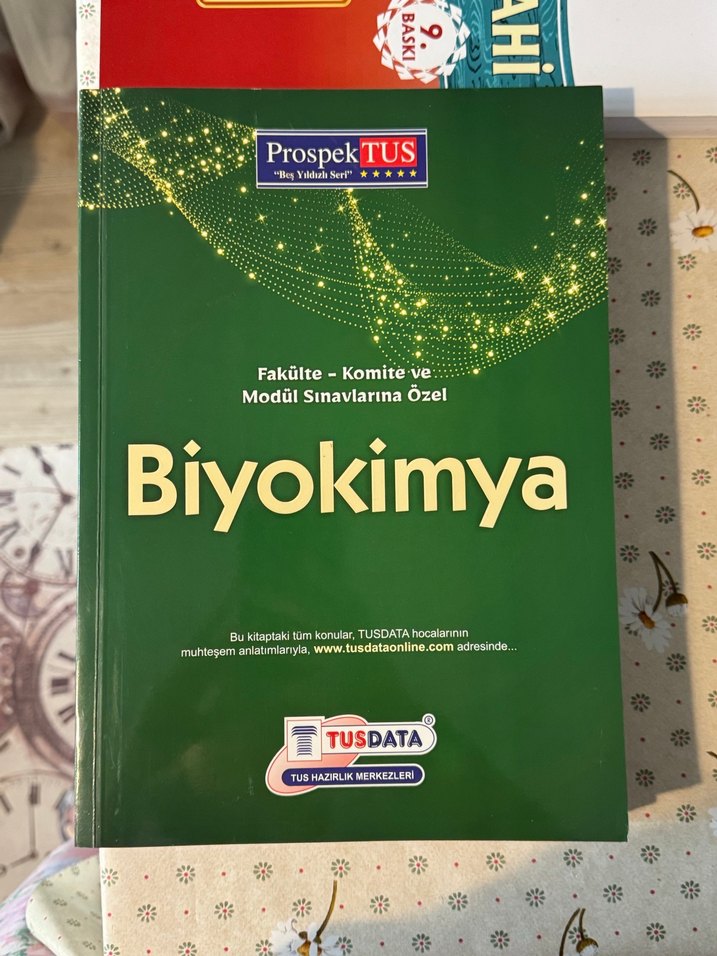 9.
BASKI
AHİ
ProspekTUS
“Beş Yıldızlı Seri”
Fakülte - Komite ve
Modül Sınavlarına Özel
Biyokimya
Bu kitaptaki tüm konular, TUSDATA hocalarının
muhteşem anlatımlarıyla, www.tusdataonline.com adresinde...
TUSDATA®
TUS HAZIRLIK MERKEZLERİ